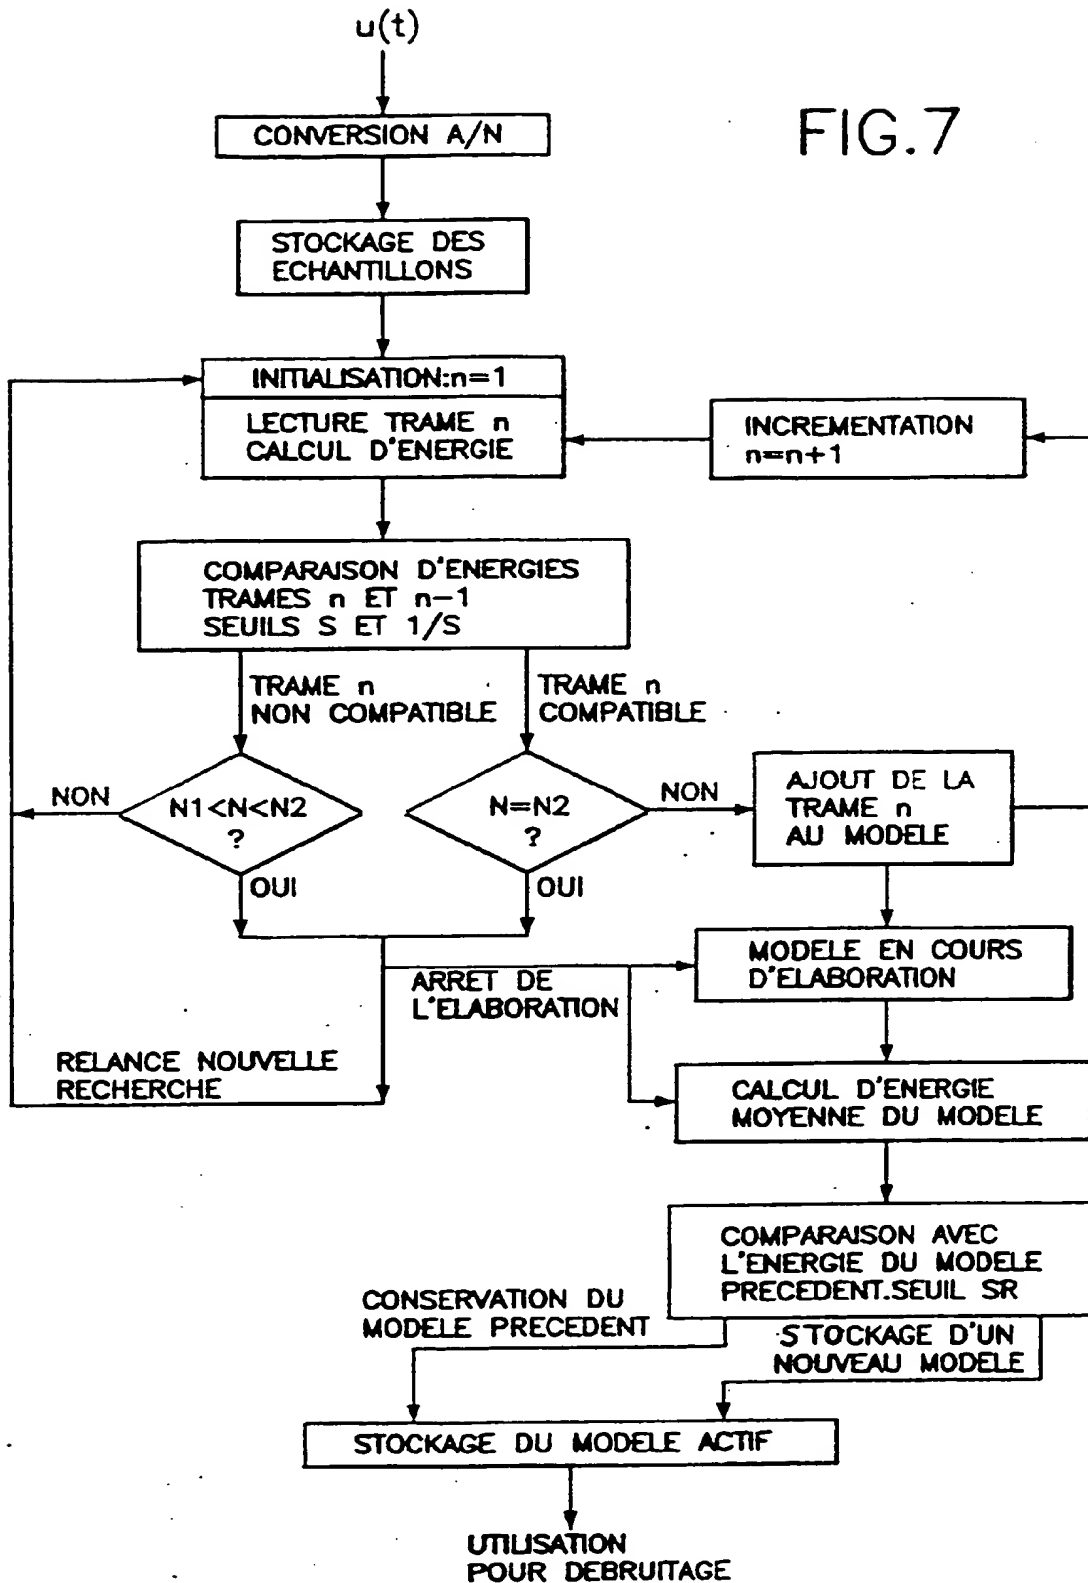 u(t)
FIG.7
CONVERSION A/N
STOCKAGE DES
ECHANTILLONS
INITIALISATION:n=1
LECTURE TRAME n
CALCUL D'ENERGIE
INCREMENTATION
n=n+1
COMPARAISON D'ENERGIES
TRAMES n ET n-1
SEUILS S ET 1/S
TRAME n
NON COMPATIBLE
TRAME n
COMPATIBLE
NON
N1<N<N2
?
OUI
N=N2
?
OUI
NON
AJOUT DE LA
TRAME n
AU MODELE
ARRET DE
L'ELABORATION
MODELE EN COURS
D'ELABORATION
RELANCE NOUVELLE
RECHERCHE
CALCUL D'ENERGIE
MOYENNE DU MODELE
COMPARAISON AVEC
L'ENERGIE DU MODELE
PRECEDENT.SEUIL SR
CONSERVATION DU
MODELE PRECEDENT
STOCKAGE D'UN
NOUVEAU MODELE
STOCKAGE DU MODELE ACTIF
UTILISATION
POUR DEBRUITAGE